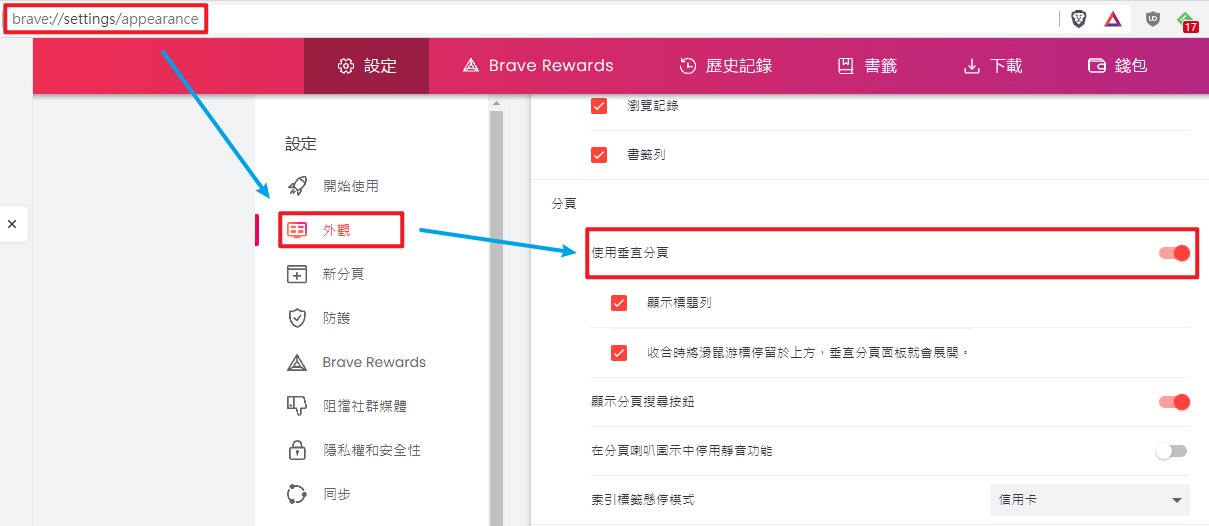 brave://settings/appearance
17
設定
Brave Rewards
歷史記錄
書籤
下載
錢包
設定
開始使用
外觀
新分頁
防護
Brave Rewards
阻擋社群媒體
隱私權和安全性
同步
瀏覽記錄
書籤列
分頁
使用垂直分頁
顯示標題列
收合時將滑鼠游標停留於上方，垂直分頁面板就會展開。
顯示分頁搜尋按鈕
在分頁喇叭圖示中停用靜音功能
索引標籤懸停模式
信用卡